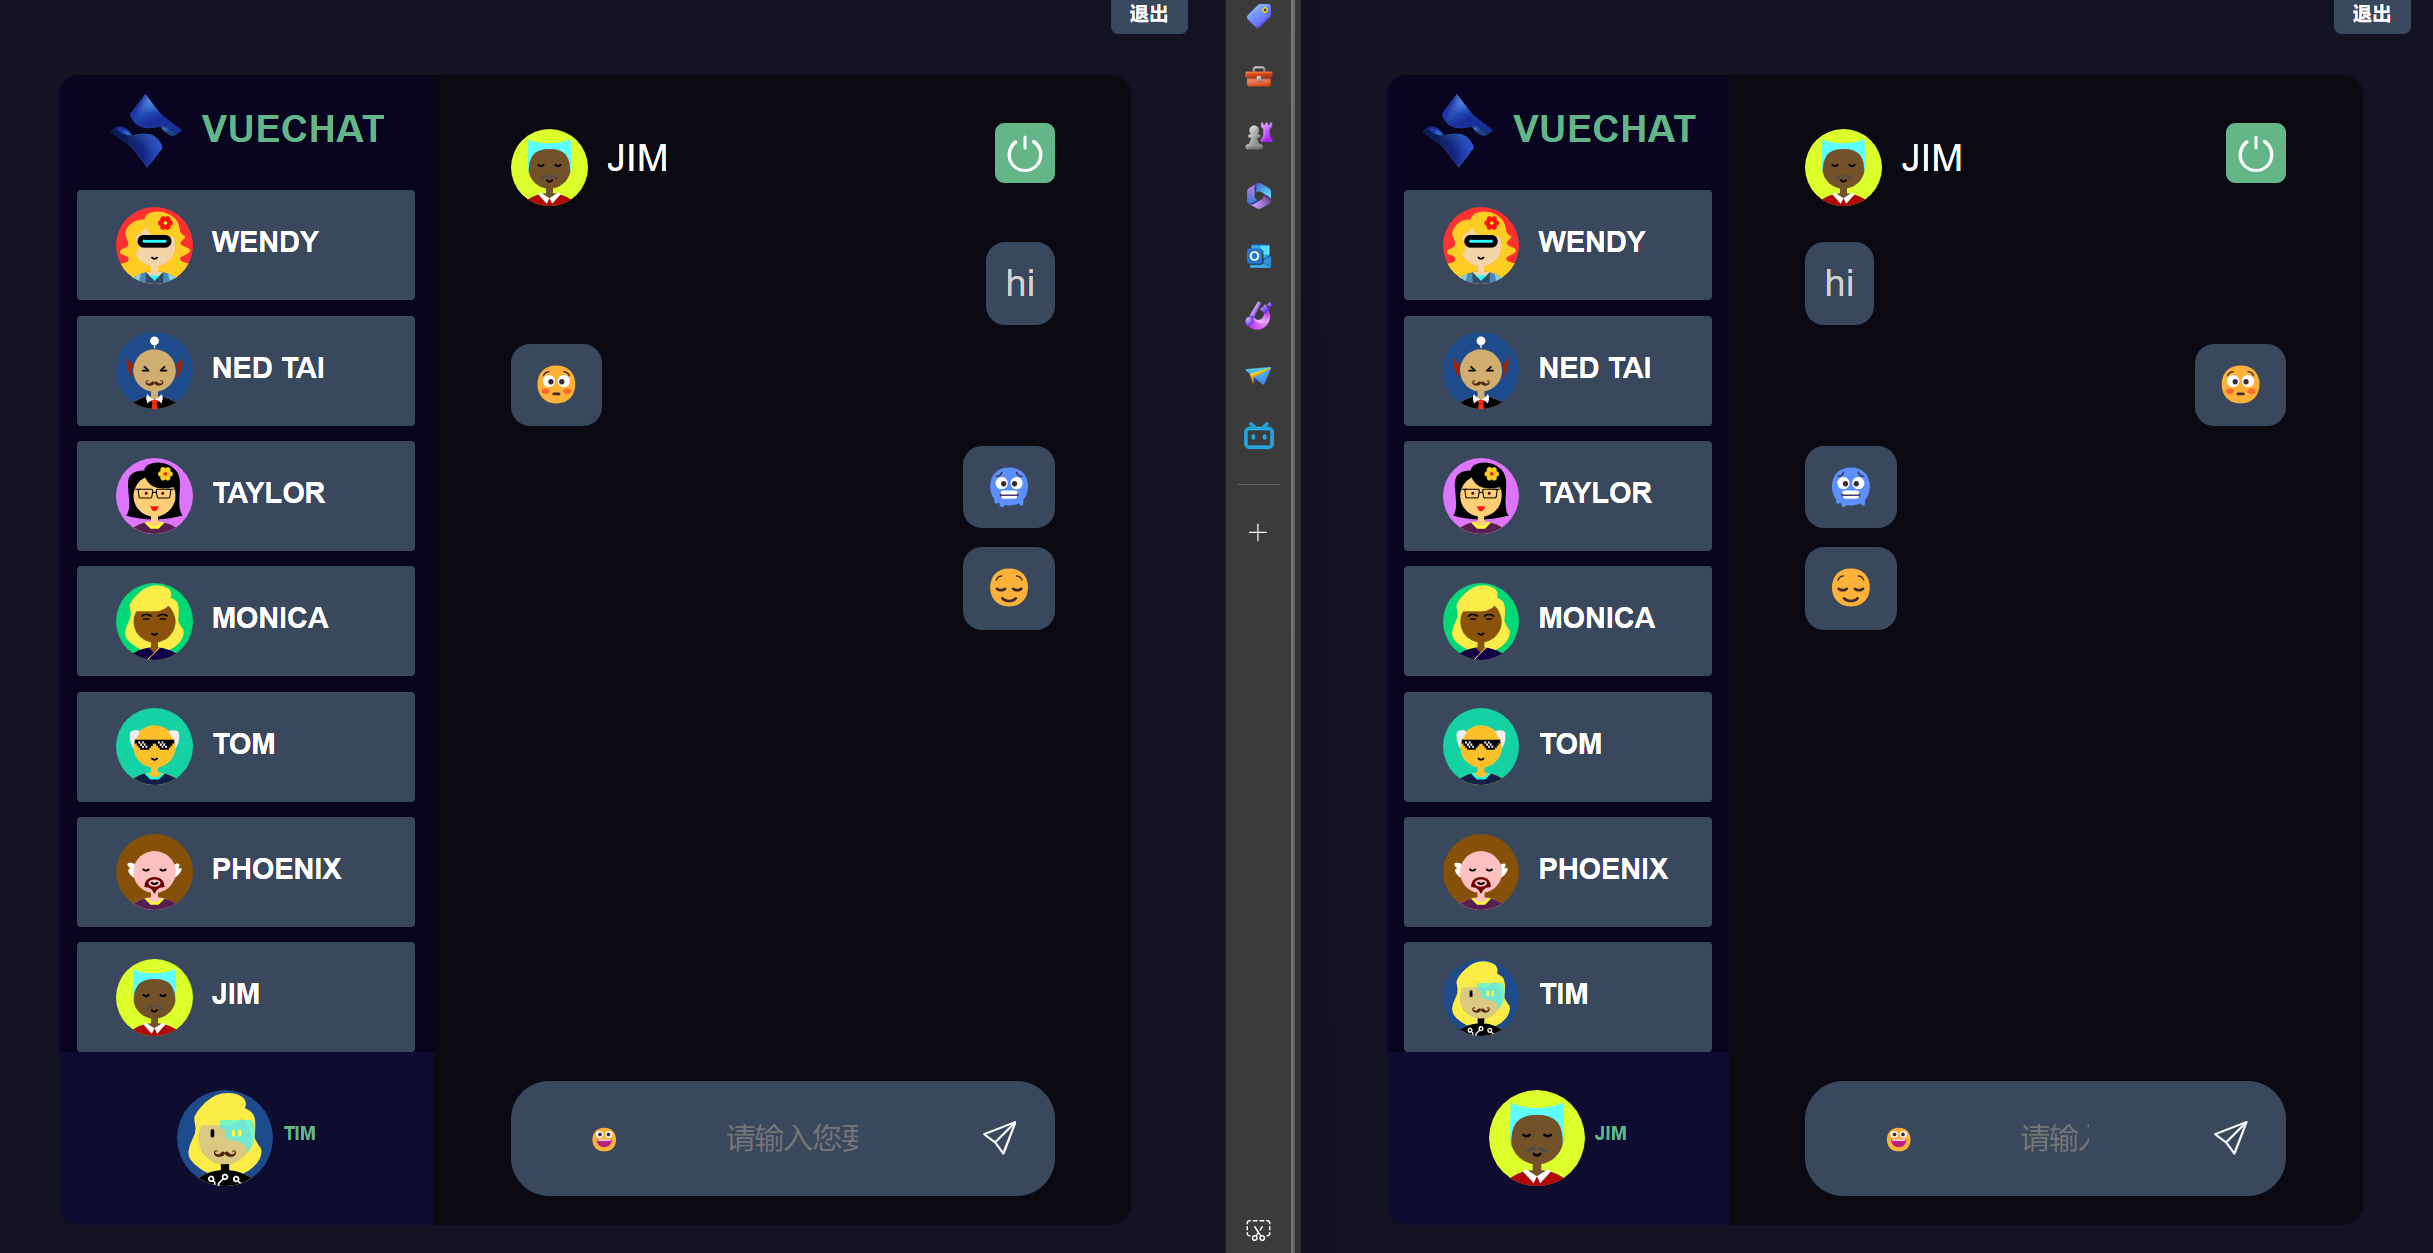 退出
VUECHAT
WENDY
NED TAI
TAYLOR
MONICA
TOM
PHOENIX
JIM
TIM
JIM
hi
请输入您要
退出
VUECHAT
WENDY
NED TAI
TAYLOR
MONICA
TOM
PHOENIX
TIM
JIM
JIM
hi
请输